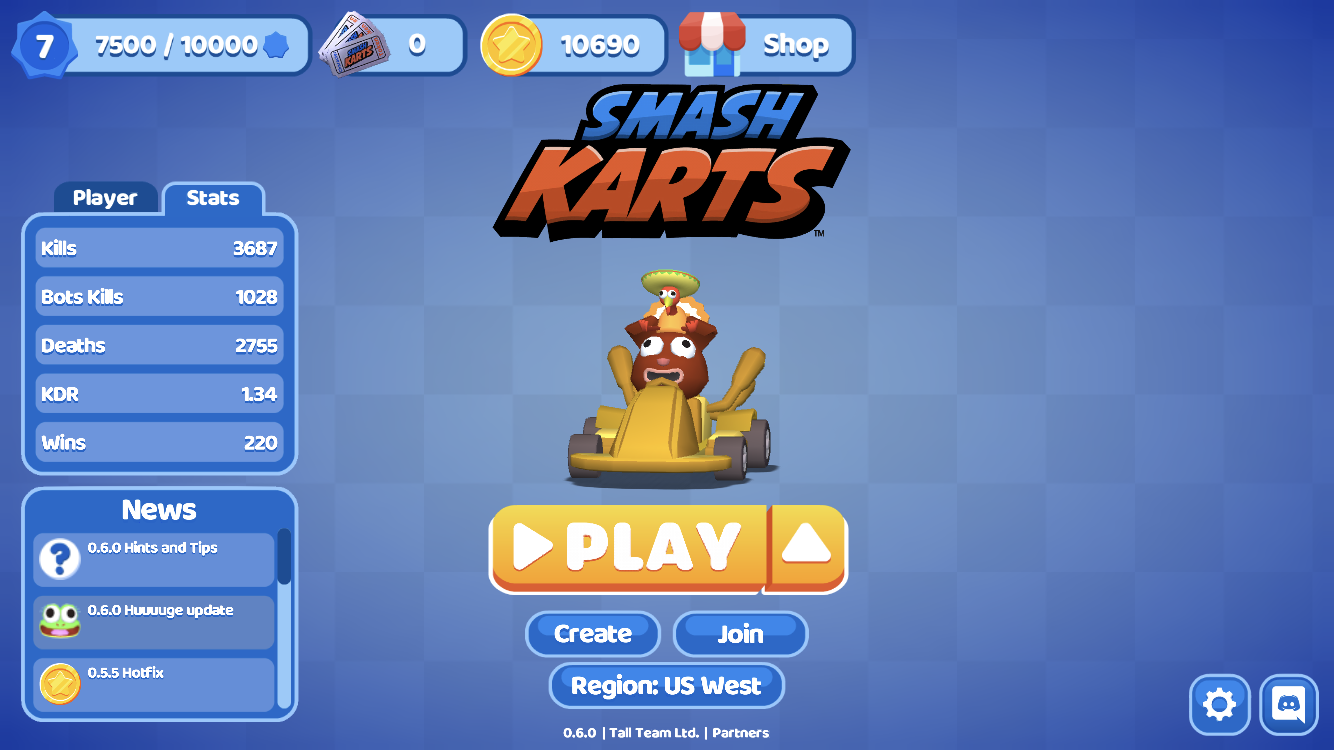 7
7500 / 10000
0
10690
Shop
SMASH
KARTS
SMASH
KARTS™
Player
Stats
Kills 3687
Bots Kills 1028
Deaths 2755
KDR 1.34
Wins 220
News
?
0.6.0 Hints and Tips
0.6.0 Huuuuge update
0.5.5 Hotfix
PLAY
Create
Join
Region: US West
0.6.0 | Tall Team Ltd. | Partners